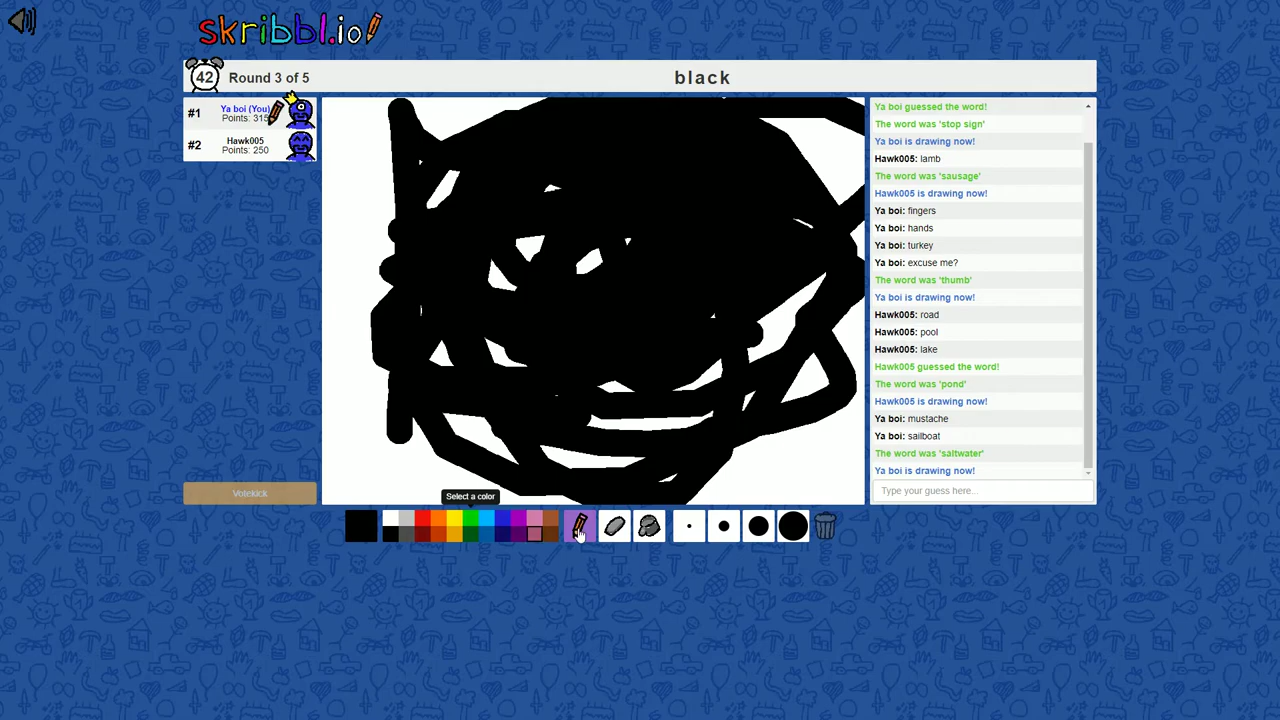 skribbl.io
42
Round 3 of 5
black
#1
Ya boi (You)
Points: 315
#2
Hawk005
Points: 250
Votekick
Ya boi guessed the word!
The word was 'stop sign'
Ya boi is drawing now!
Hawk005: lamb
The word was 'sausage'
Hawk005 is drawing now!
Ya boi: fingers
Ya boi: hands
Ya boi: turkey
Ya boi: excuse me?
The word was 'thumb'
Ya boi is drawing now!
Hawk005: road
Hawk005: pool
Hawk005: lake
Hawk005 guessed the word!
The word was 'pond'
Hawk005 is drawing now!
Ya boi: mustache
Ya boi: sailboat
The word was 'saltwater'
Ya boi is drawing now!
Type your guess here...
Select a color